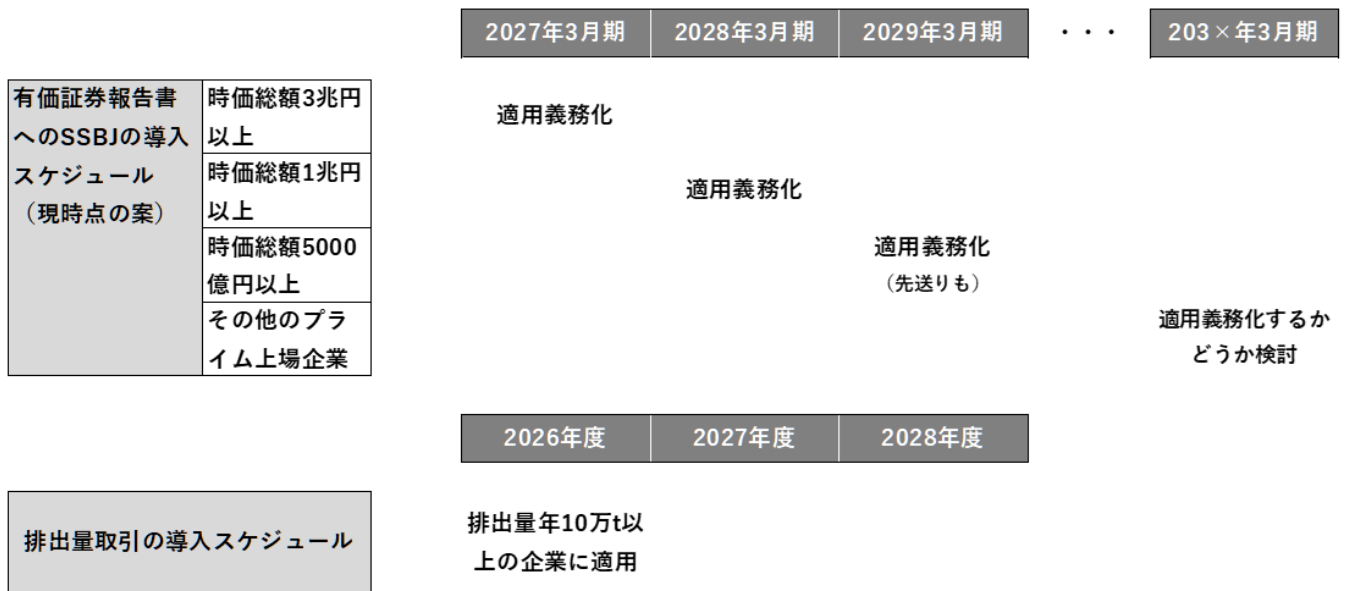 2027年3月期 2028年3月期 2029年3月期 ・・・ 203×年3月期
有価証券報告書
へのSSBJの導入
スケジュール
（現時点の案）
時価総額3兆円
以上
適用義務化
時価総額1兆円
以上
適用義務化
時価総額5000
億円以上
適用義務化
（先送りも）
その他のプラ
イム上場企業
適用義務化するか
どうか検討
2026年度 2027年度 2028年度
排出量取引の導入スケジュール
排出量年10万t以
上の企業に適用